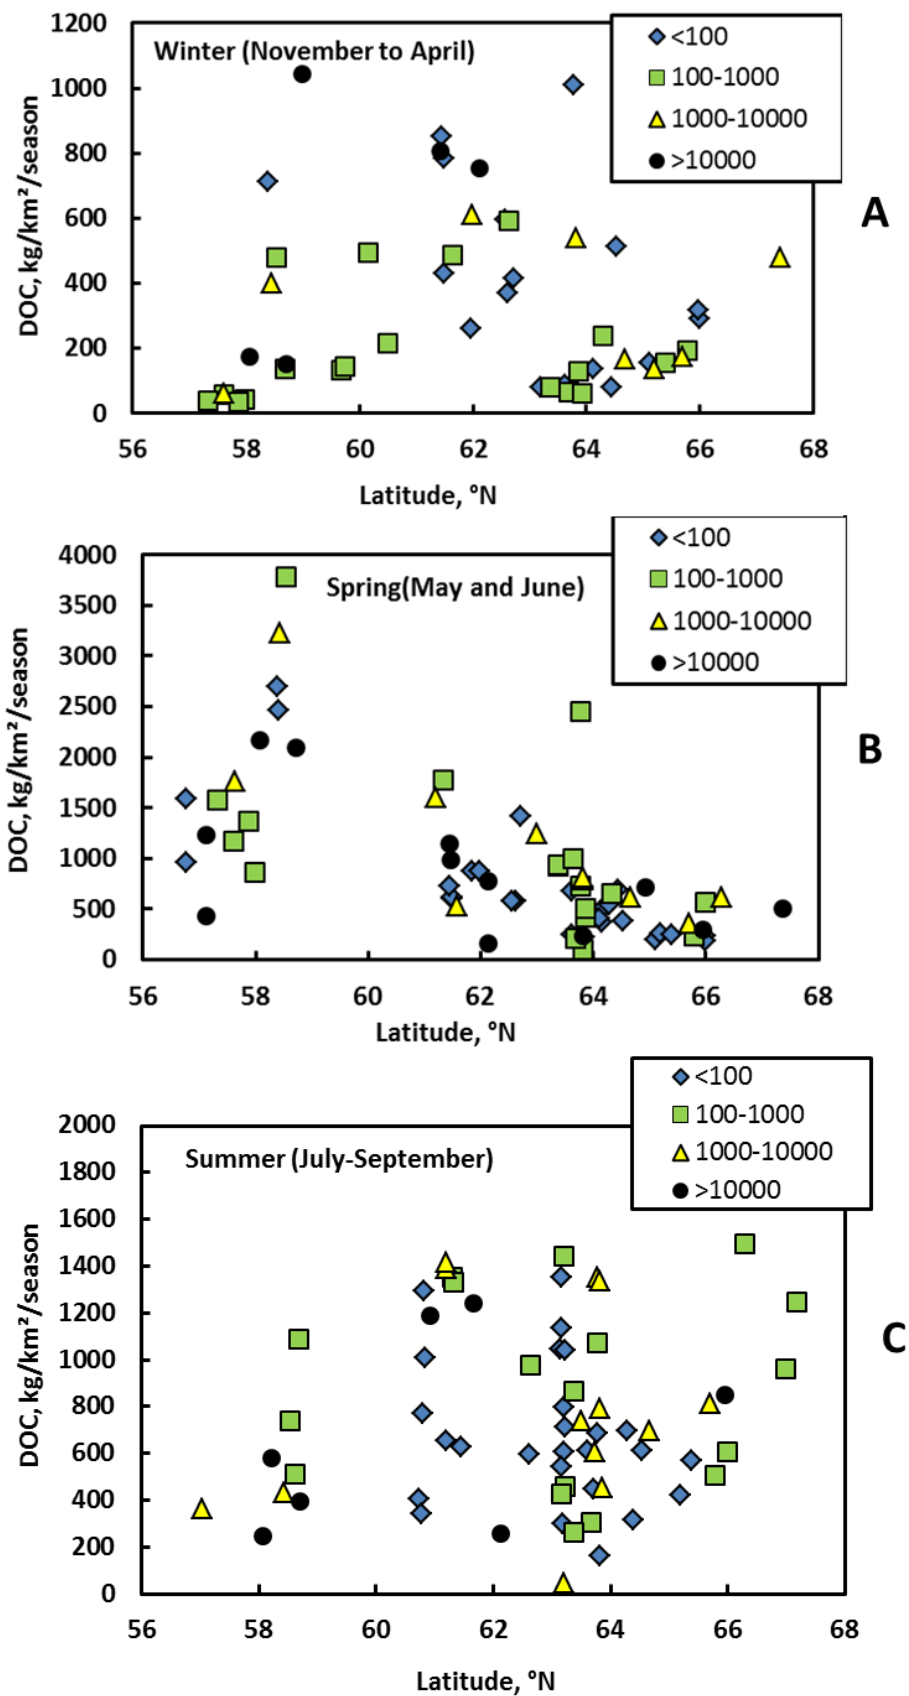 1200
1000
800
600
400
200
0
DOC, kg/km²/season
Winter (November to April)
<100
100-1000
1000-10000
>10000
A
56 58 60 62 64 66 68
Latitude, °N
4000
3500
3000
2500
2000
1500
1000
500
0
DOC, kg/km²/season
Spring(May and June)
<100
100-1000
1000-10000
>10000
B
56 58 60 62 64 66 68
Latitude, °N
2000
1800
1600
1400
1200
1000
800
600
400
200
0
DOC, kg/km²/season
Summer (July-September)
<100
100-1000
1000-10000
>10000
C
56 58 60 62 64 66 68
Latitude, °N